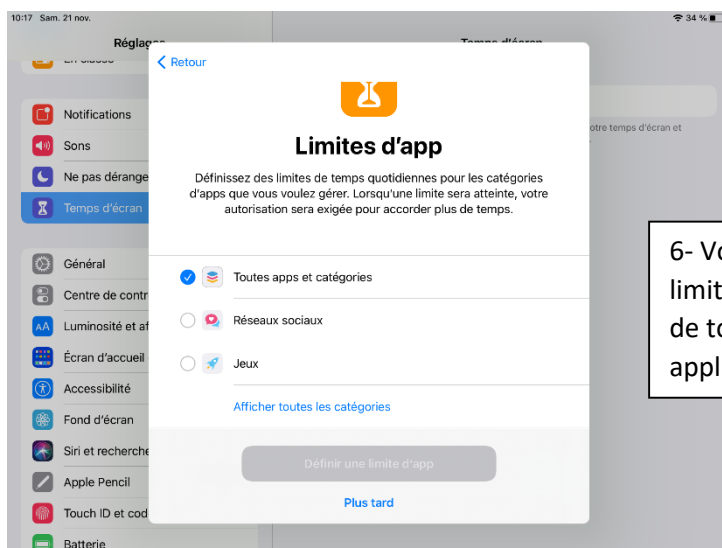 10:17 Sam. 21 nov.
34 %
Réglages
Temps d'écran
En classe
Notifications
Sons
Ne pas dérange
Temps d'écran
Général
Centre de contr
Luminosité et af
Écran d'accueil
Accessibilité
Fond d'écran
Siri et recherche
Apple Pencil
Touch ID et cod
Batterie
Retour
Limites d'app
Définissez des limites de temps quotidiennes pour les catégories
d'apps que vous voulez gérer. Lorsqu'une limite sera atteinte, votre
autorisation sera exigée pour accorder plus de temps.
Toutes apps et catégories
Réseaux sociaux
Jeux
Afficher toutes les catégories
Définir une limite d'app
Plus tard
otre temps d'écran et
6- Vo
limit
de to
appl